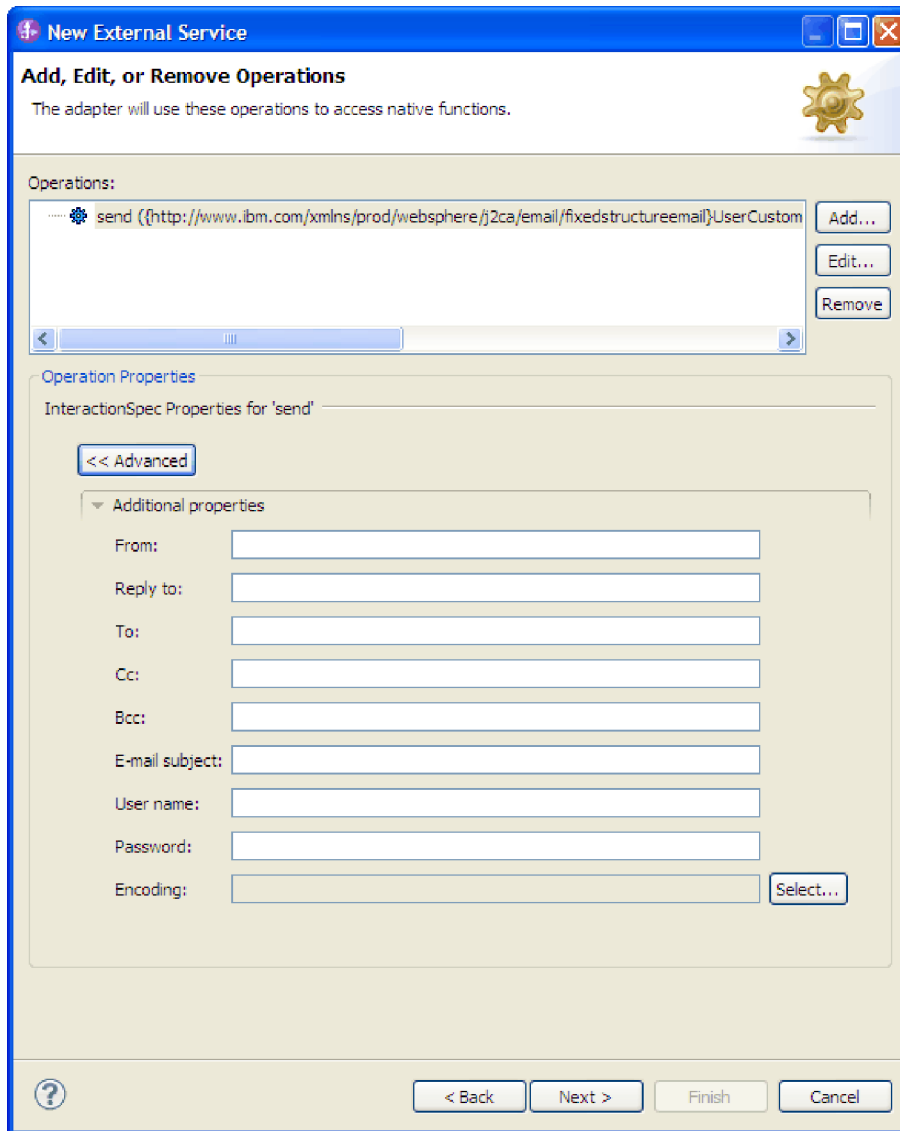 New External Service
Add, Edit, or Remove Operations
The adapter will use these operations to access native functions.
Operations:
send ({http://www.ibm.com/xmlns/prod/websphere/j2ca/email/fixedstructureemail}UserCustom
Add...
Edit...
Remove
Operation Properties
InteractionSpec Properties for 'send'
<< Advanced
Additional properties
From:
Reply to:
To:
Cc:
Bcc:
E-mail subject:
User name:
Password:
Encoding:
Select...
?
< Back
Next >
Finish
Cancel